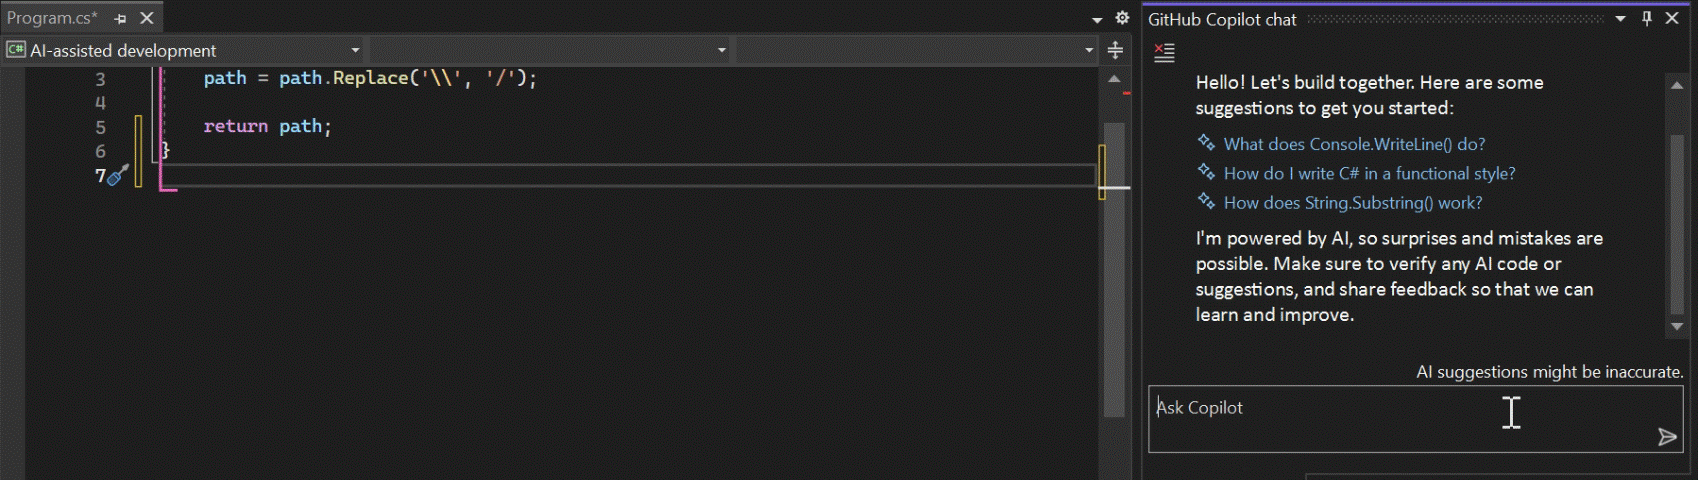 Program.cs*
C# AI-assisted development
3 path = path.Replace('\\', '/');
4
5 return path;
6 }
7
GitHub Copilot chat
Hello! Let's build together. Here are some
suggestions to get you started:
What does Console.WriteLine() do?
How do I write C# in a functional style?
How does String.Substring() work?
I'm powered by AI, so surprises and mistakes are
possible. Make sure to verify any AI code or
suggestions, and share feedback so that we can
learn and improve.
AI suggestions might be inaccurate.
Ask Copilot